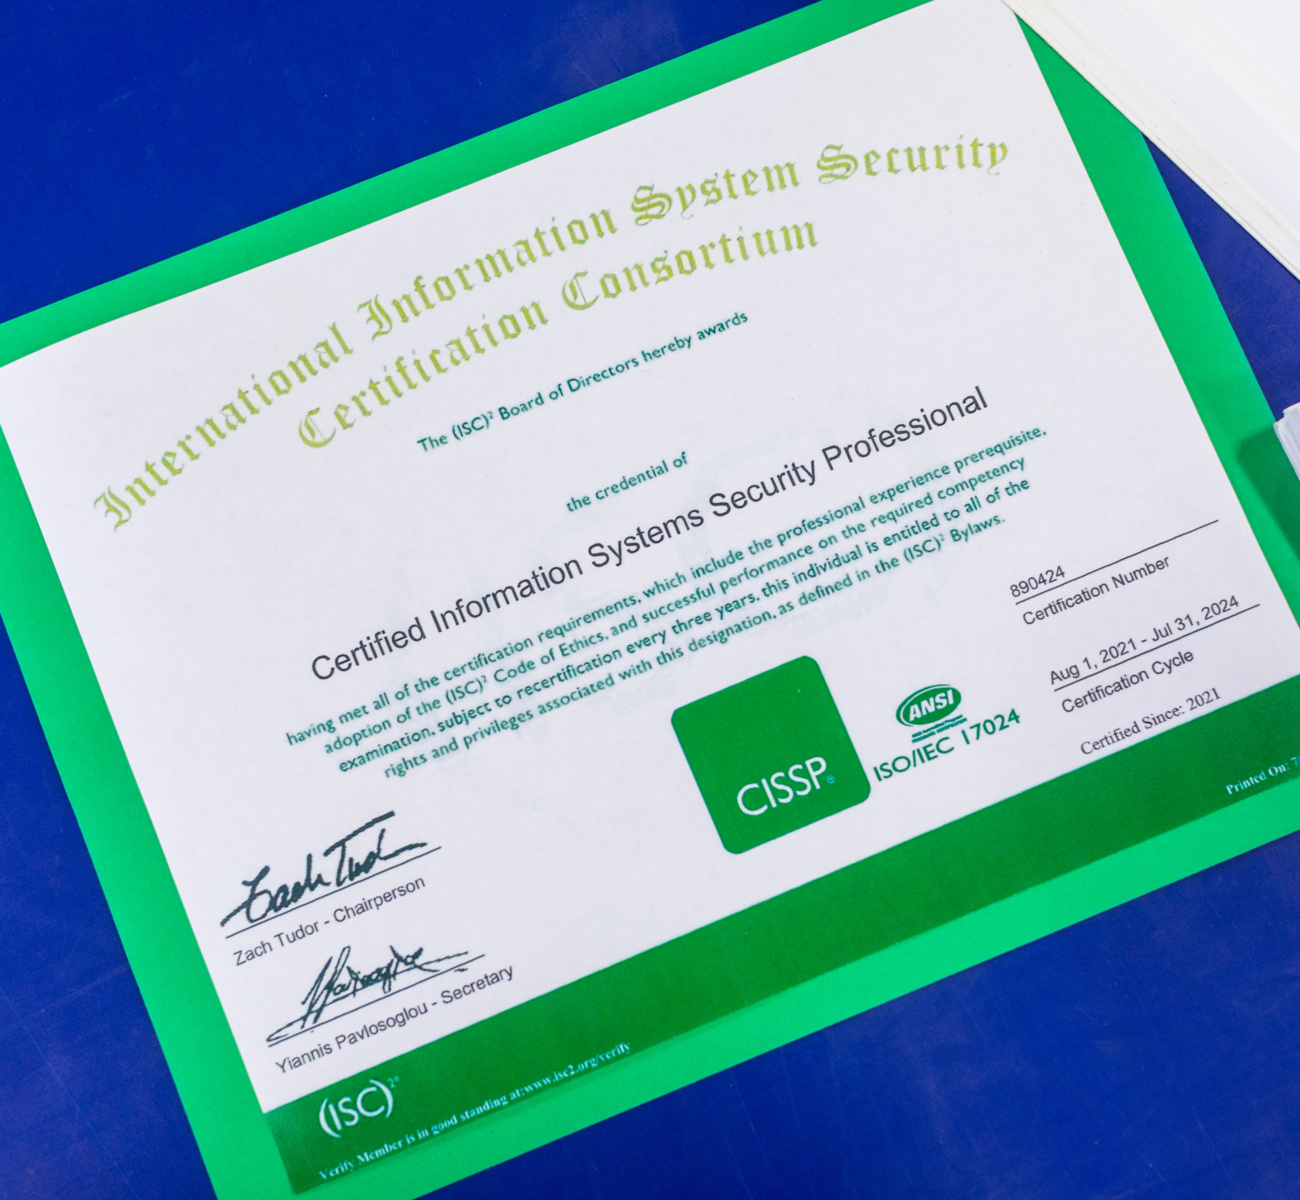 International Information System Security
Certification Consortium
The (ISC)² Board of Directors hereby awards
the credential of
Certified Information Systems Security Professional
having met all of the certification requirements, which include the professional experience prerequisite,
adoption of the (ISC)² Code of Ethics, and successful performance on the required competency
examination, subject to recertification every three years, this individual is entitled to all of the
rights and privileges associated with this designation, as defined in the (ISC)² Bylaws.
890424
Certification Number
Aug 1, 2021 - Jul 31, 2024
Certification Cycle
Certified Since: 2021
CISSP®
ANSI
ISO/IEC 17024
Zach Tudor
Zach Tudor - Chairperson
Yiannis Pavlosoglou - Secretary
(ISC)²®
Verify Member is in good standing at:www.isc2.org/verify
Printed On: 7/